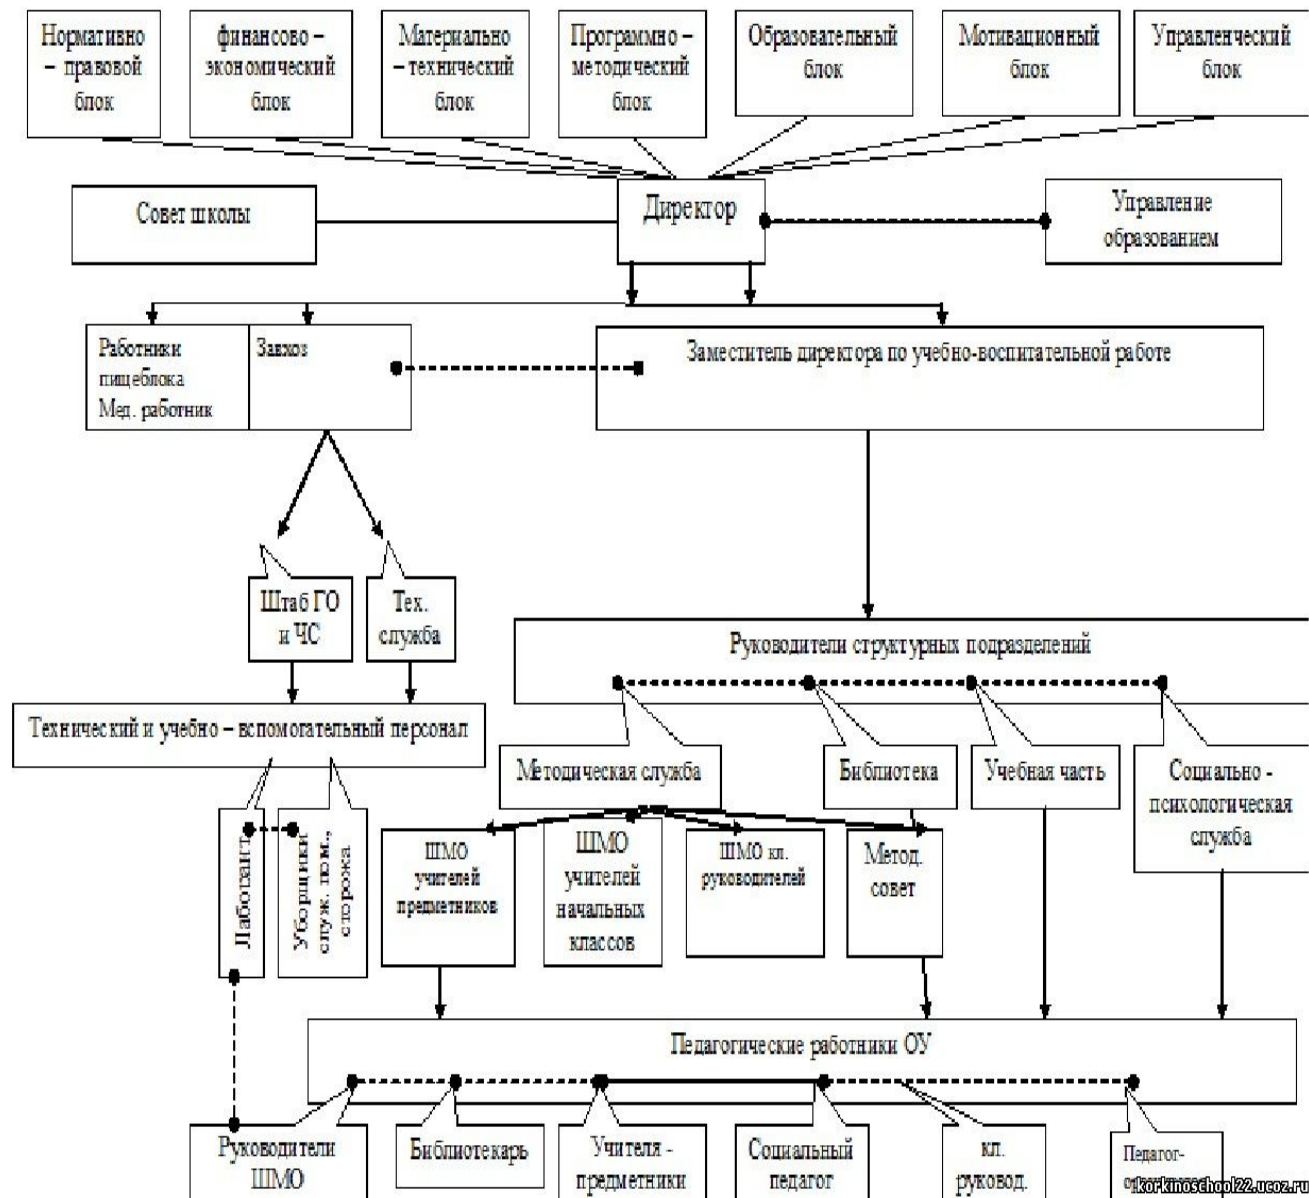 Нормативно
– правовой
блок
финансово –
экономический
блок
Материально
– технический
блок
Программно –
методический
блок
Образовательный
блок
Мотивационный
блок
Управленческий
блок
Совет школы
Директор
Управление
образованием
Работники
пищеблока
Мед. работник
Завхоз
Заместитель директора по учебно-воспитательной работе
Штаб ГО
и ЧС
Тех.
служба
Руководители структурных подразделений
Технический и учебно – вспомогательный персонал
Методическая служба
Библиотека
Учебная часть
Социально -
психологическая
служба
Лаборант
Уборщики
служ. пом.,
сторожа
ШМО
учителей
предметников
ШМО
учителей
начальных
классов
ШМО кл.
руководителей
Метод.
совет
Педагогические работники ОУ
Руководители
ШМО
Библиотекарь
Учителя -
предметники
Социальный
педагог
кл.
руковод.
Педагог-
korkinoschool22.ucoz.ru